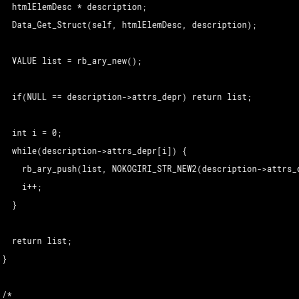 htmlElemDesc * description;
Data_Get_Struct(self, htmlElemDesc, description);
VALUE list = rb_ary_new();
if(NULL == description->attrs_depr) return list;
int i = 0;
while(description->attrs_depr[i]) {
rb_ary_push(list, NOKOGIRI_STR_NEW2(description->attrs_d
i++;
}
return list;
}
/*